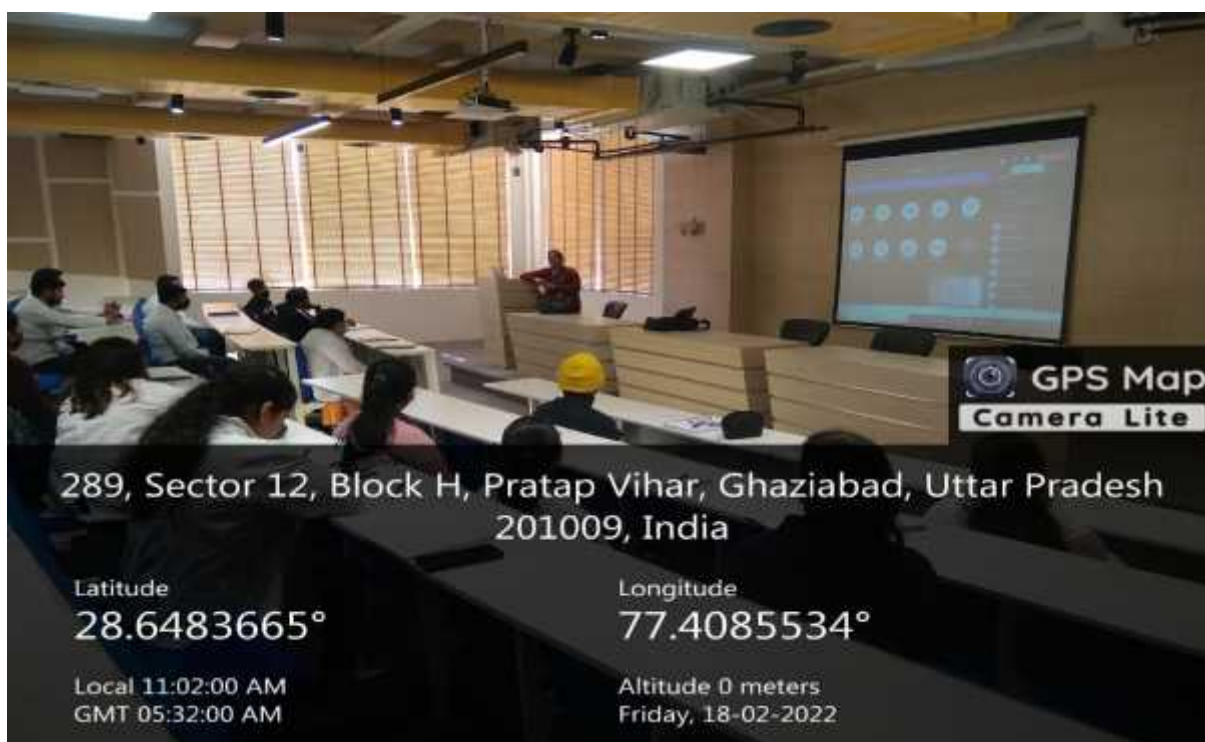 GPS Map
Camera Lite
289, Sector 12, Block H, Pratap Vihar, Ghaziabad, Uttar Pradesh
201009, India
Latitude
28.6483665°
Longitude
77.4085534°
Local 11:02:00 AM
GMT 05:32:00 AM
Altitude 0 meters
Friday, 18-02-2022